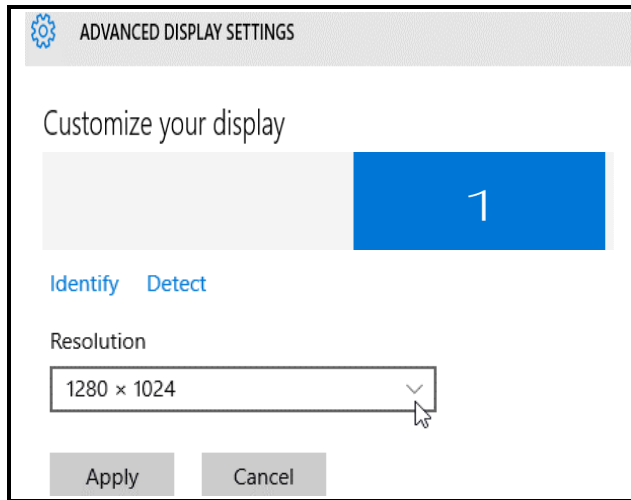 ADVANCED DISPLAY SETTINGS
Customize your display
1
Identify Detect
Resolution
1280 × 1024
Apply Cancel